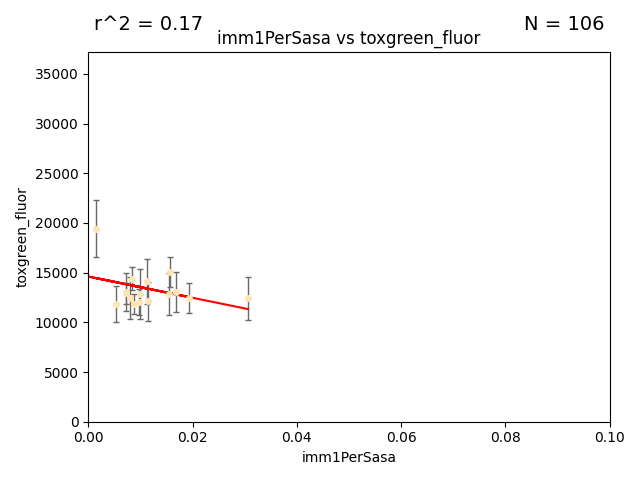 r^2 = 0.17
N = 106
imm1PerSasa vs toxgreen_fluor
35000
30000
25000
20000
15000
10000
5000
0
toxgreen_fluor
0.00 0.02 0.04 0.06 0.08 0.10
imm1PerSasa